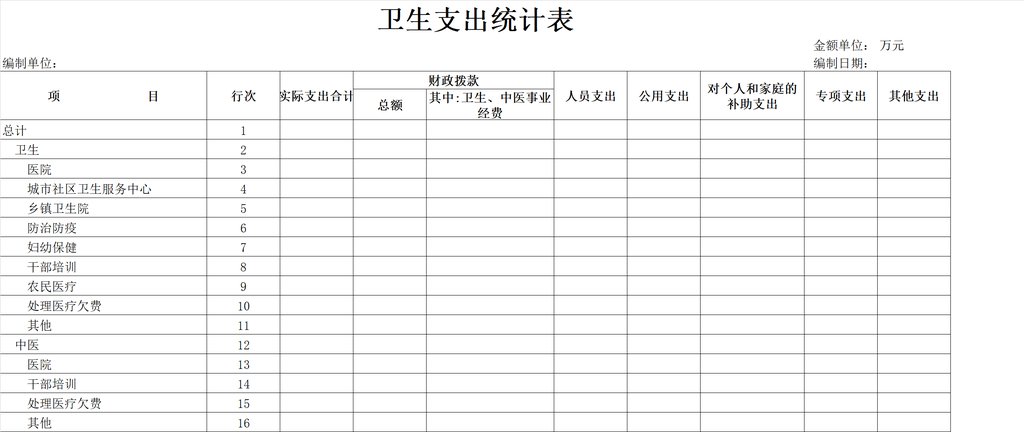 卫生支出统计表
金额单位： 万元
编制单位： 编制日期：
项 目 行次 实际支出合计 财政拨款 人员支出 公用支出 对个人和家庭的补助支出 专项支出 其他支出
总额 其中:卫生、中医事业经费
总计 1
卫生 2
医院 3
城市社区卫生服务中心 4
乡镇卫生院 5
防治防疫 6
妇幼保健 7
干部培训 8
农民医疗 9
处理医疗欠费 10
其他 11
中医 12
医院 13
干部培训 14
处理医疗欠费 15
其他 16